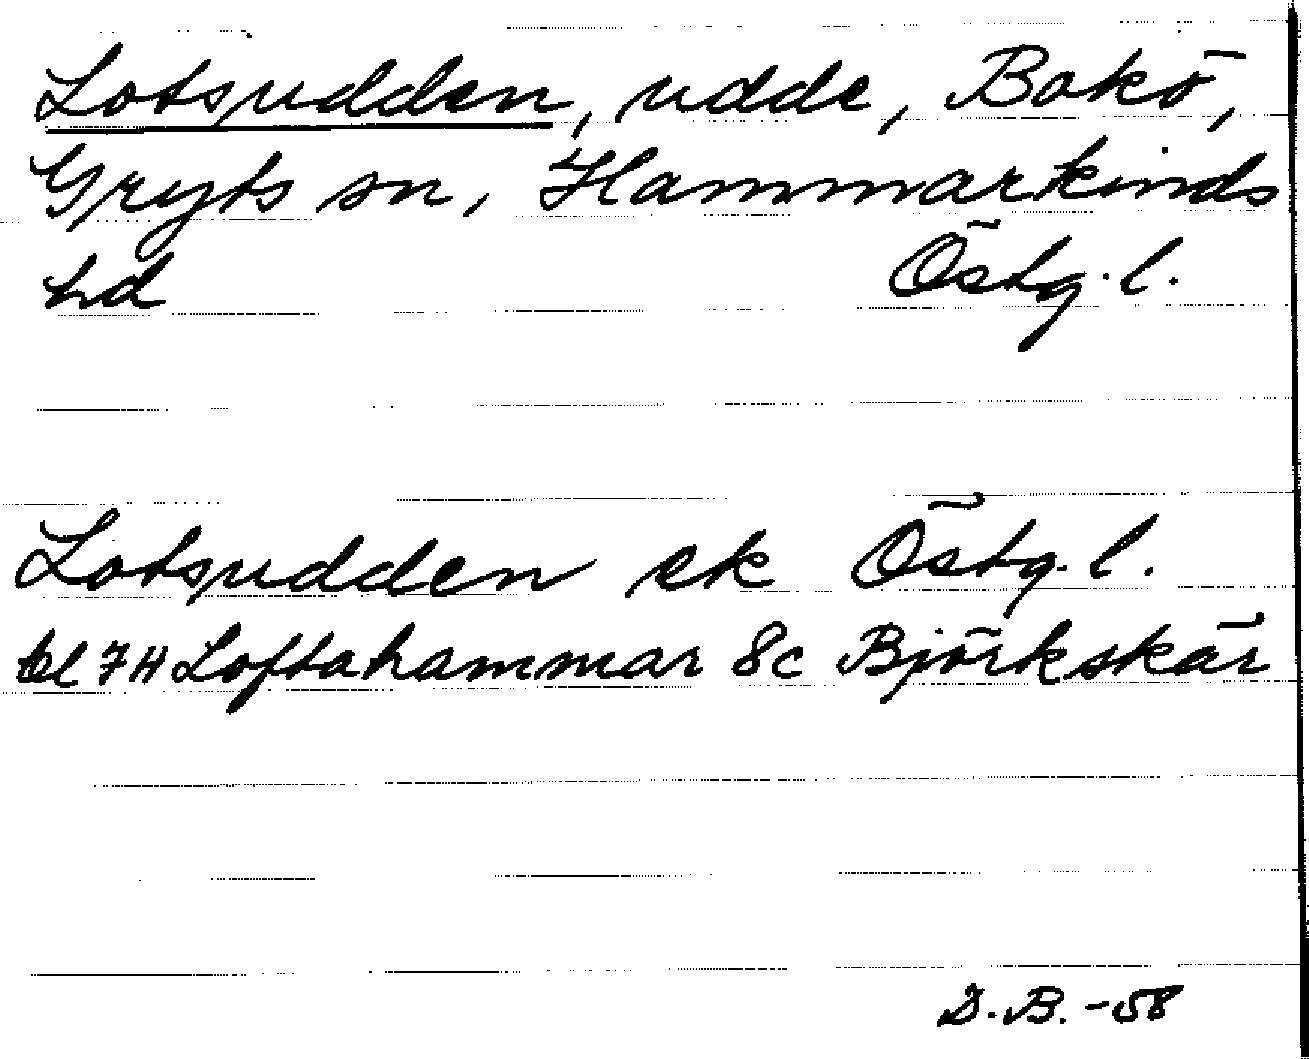 Lotsudden, udde, Bokö,
Gryts sn, Hammarkinds
hd Östg. l.
Lotsudden ek Östg. l.
bl 7H Loftahammar 8c Björkskär
D.B. -58